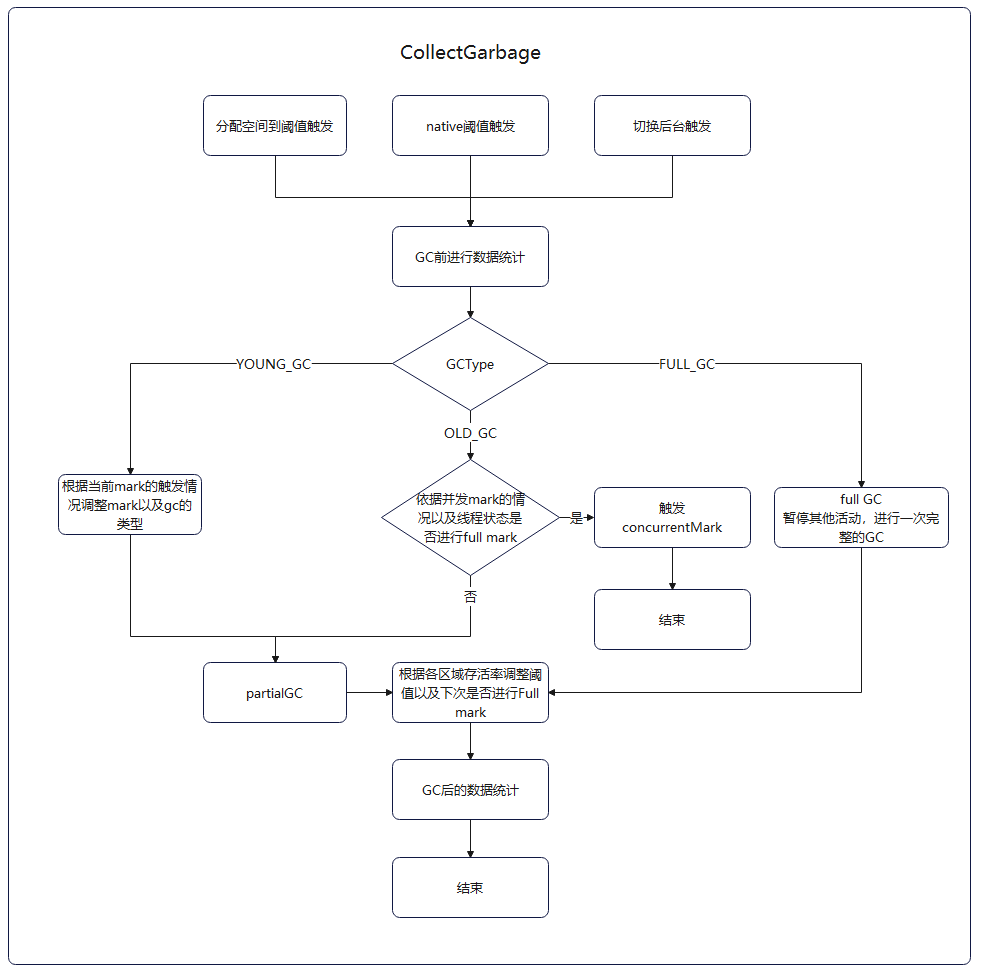 CollectGarbage
分配空间到阈值触发
native阈值触发
切换后台触发
GC前进行数据统计
GCType
YOUNG_GC
FULL_GC
OLD_GC
根据当前mark的触发情
况调整mark以及gc的
类型
依据并发mark的情
况以及线程状态是
否进行full mark
是
触发
concurrentMark
full GC
暂停其他活动，进行一次完
整的GC
否
结束
partialGC
根据各区域存活率调整阈
值以及下次是否进行Full
mark
GC后的数据统计
结束